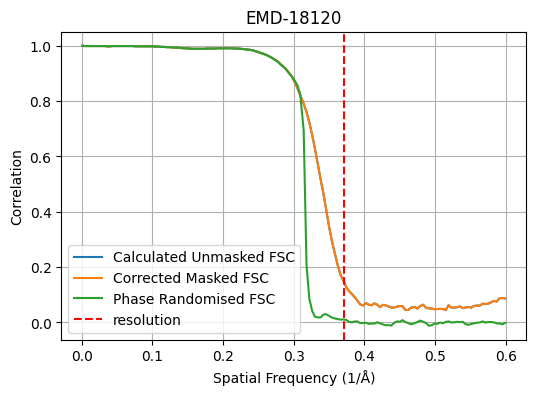 EMD-18120
1.0
0.8
0.6
0.4
0.2
0.0
Correlation
Calculated Unmasked FSC
Corrected Masked FSC
Phase Randomised FSC
resolution
0.0 0.1 0.2 0.3 0.4 0.5 0.6
Spatial Frequency (1/Å)